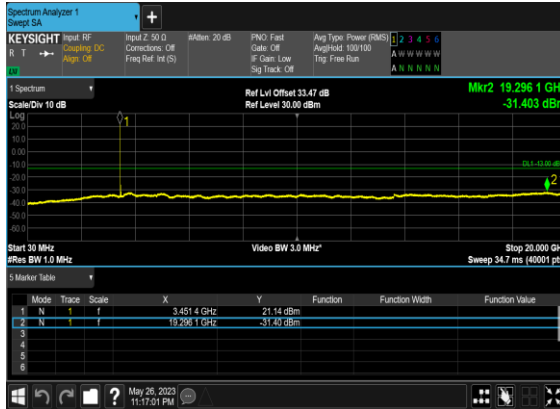 Spectrum Analyzer 1
Swept SA
KEYSIGHT
R T
LU
Input: RF
Coupling: DC
Align: Off
Input Z: 50 Ω
Corrections: Off
Freq Ref: Int (S)
#Atten: 20 dB
PNO: Fast
Gate: Off
IF Gain: Low
Sig Track: Off
Avg Type: Power (RMS)
Avg|Hold: 100/100
Trig: Free Run
1 2 3 4 5 6
A W W W W W
A N N N N N
1 Spectrum
Scale/Div 10 dB
Ref Lvl Offset 33.47 dB
Ref Level 30.00 dBm
Mkr2 19.296 1 GH
-31.403 dB
Log
20.0
10.0
0.00
-10.0
-20.0
-30.0
-40.0
-50.0
-60.0
1
DL1 -13.00 dB
2
Start 30 MHz
#Res BW 1.0 MHz
Video BW 3.0 MHz*
Stop 20.000 GH
Sweep 34.7 ms (40001 pt
5 Marker Table
Mode Trace Scale X Y Function Function Width Function Value
1 N 1 f 3.451 4 GHz 21.14 dBm
2 N 1 f 19.296 1 GHz -31.40 dBm
3
4
5
6
?
May 26, 2023
11:17:01 PM